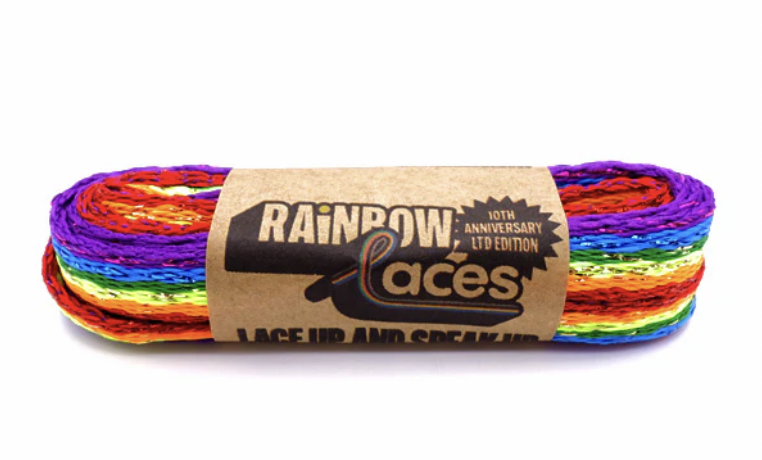 RAiNBOW
Laces
10TH
ANNIVERSARY
LTD EDITION
LACE UP AND SPEAK UP